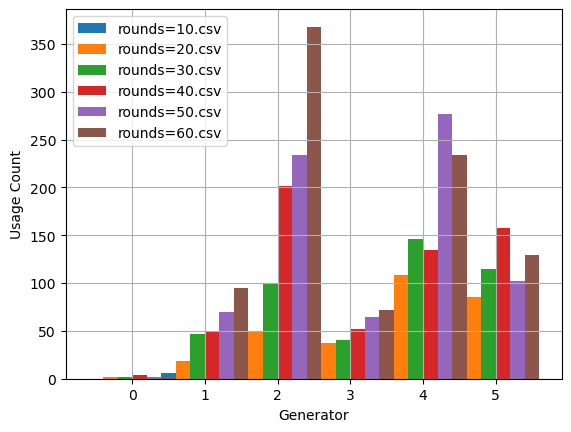 350
300
250
200
150
100
50
0
Usage Count
rounds=10.csv
rounds=20.csv
rounds=30.csv
rounds=40.csv
rounds=50.csv
rounds=60.csv
0 1 2 3 4 5
Generator